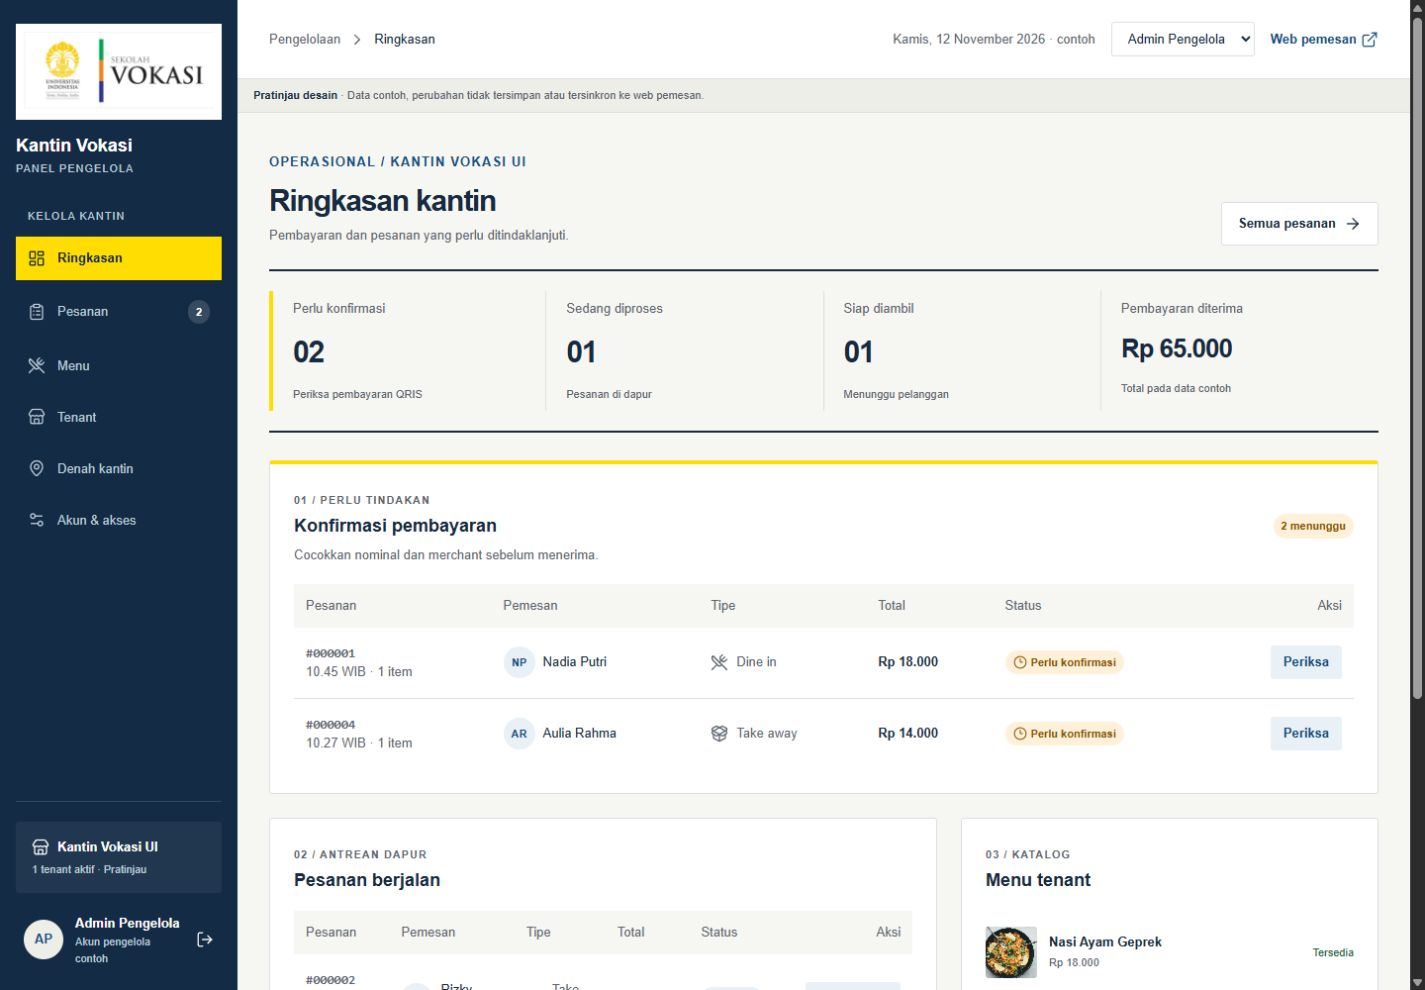 UNIVERSITAS
INDONESIA
SEKOLAH
VOKASI
Kantin Vokasi
PANEL PENGELOLA
KELOLA KANTIN
Ringkasan
Pesanan 2
Menu
Tenant
Denah kantin
Akun & akses
Kantin Vokasi UI
1 tenant aktif · Pratinjau
AP
Admin Pengelola
Akun pengelola
contoh
Pengelolaan > Ringkasan
Kamis, 12 November 2026 · contoh
Admin Pengelola
Web pemesan
Pratinjau desain · Data contoh, perubahan tidak tersimpan atau tersinkron ke web pemesan.
OPERASIONAL / KANTIN VOKASI UI
Ringkasan kantin
Pembayaran dan pesanan yang perlu ditindaklanjuti.
Semua pesanan
Perlu konfirmasi
02
Periksa pembayaran QRIS
Sedang diproses
01
Pesanan di dapur
Siap diambil
01
Menunggu pelanggan
Pembayaran diterima
Rp 65.000
Total pada data contoh
01 / PERLU TINDAKAN
Konfirmasi pembayaran
Cocokkan nominal dan merchant sebelum menerima.
2 menunggu
Pesanan Pemesan Tipe Total Status Aksi
#000001
10.45 WIB · 1 item
NP Nadia Putri Dine in Rp 18.000 Perlu konfirmasi Periksa
#000004
10.27 WIB · 1 item
AR Aulia Rahma Take away Rp 14.000 Perlu konfirmasi Periksa
02 / ANTREAN DAPUR
Pesanan berjalan
Pesanan Pemesan Tipe Total Status Aksi
#000002
Rizky Take
03 / KATALOG
Menu tenant
Nasi Ayam Geprek
Rp 18.000
Tersedia